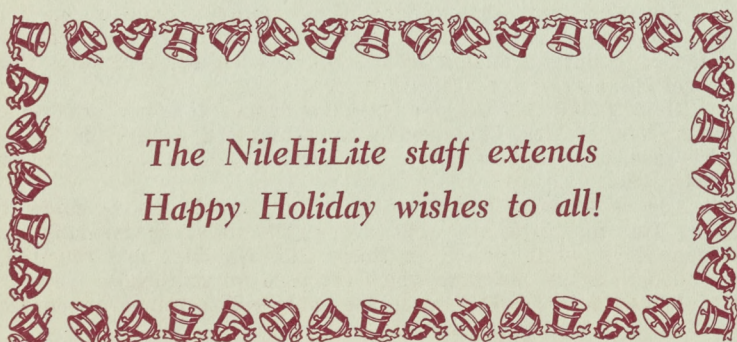 The NileHiLite staff extends
Happy Holiday wishes to all!